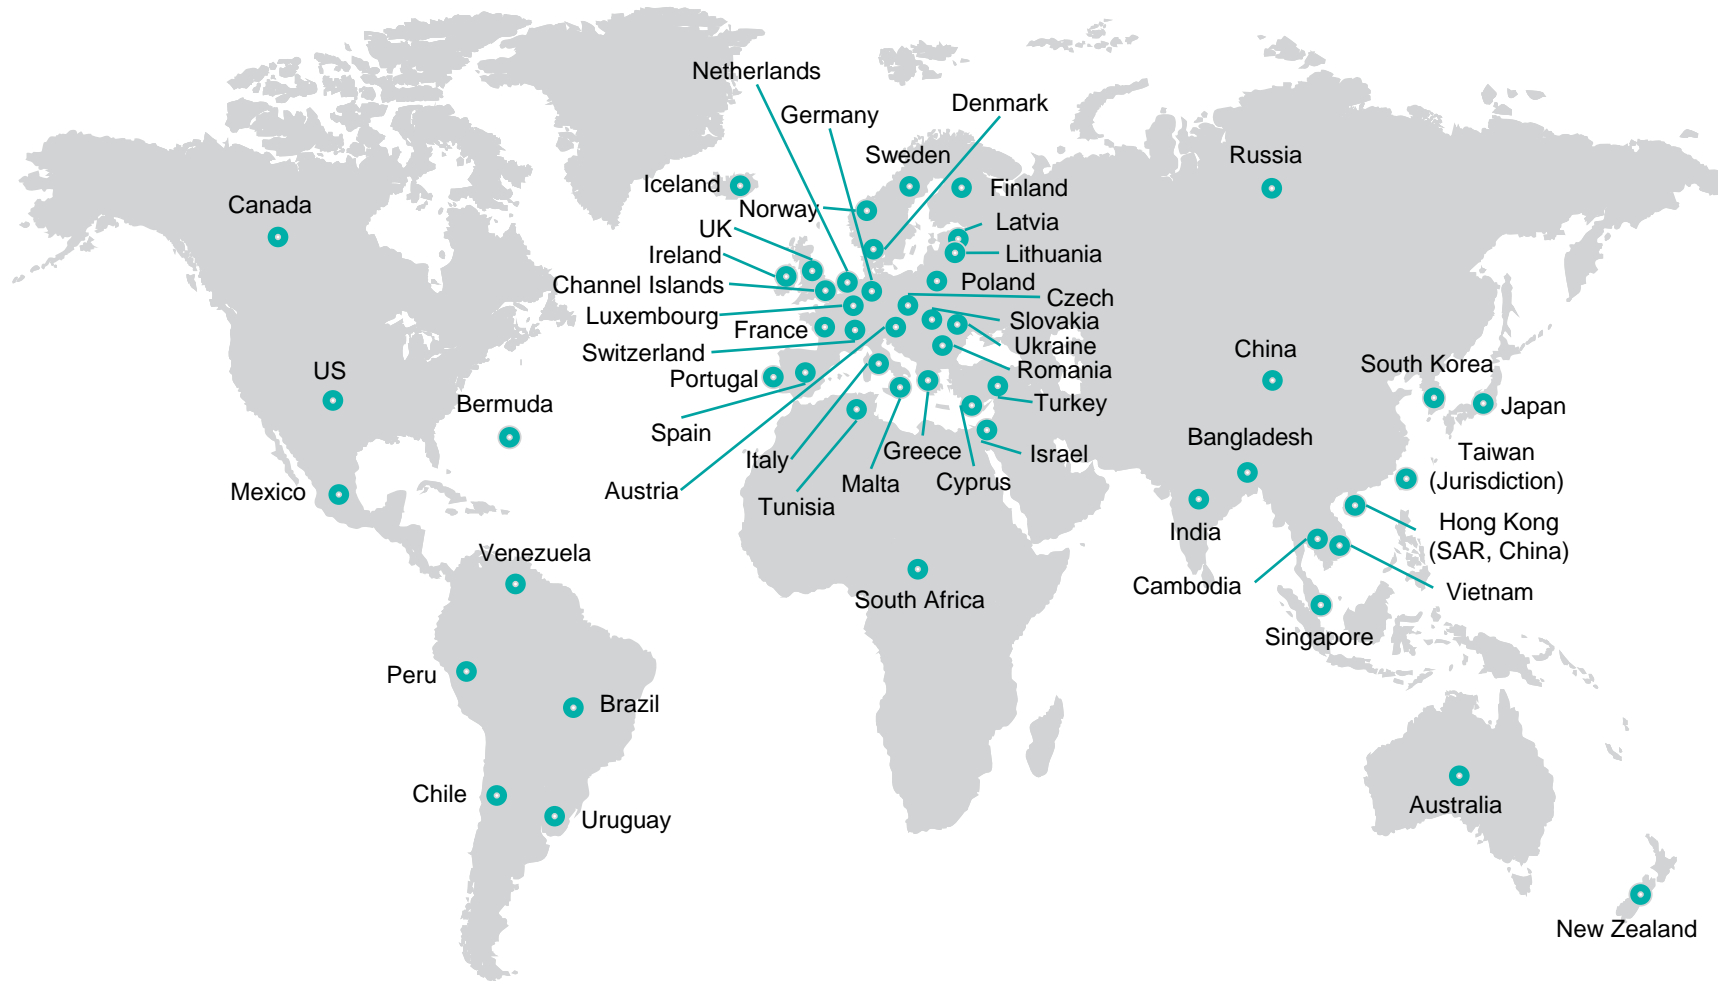 Netherlands
Germany
Denmark
Sweden
Russia
Iceland
Finland
Canada
Norway
UK
Latvia
Ireland
Lithuania
Channel Islands
Poland
Czech
Luxembourg
France
Slovakia
Switzerland
Ukraine
China
South Korea
US
Portugal
Romania
Bermuda
Turkey
Japan
Spain
Bangladesh
Italy
Greece
Israel
Taiwan
(Jurisdiction)
Mexico
Austria
Malta
Cyprus
Tunisia
India
Hong Kong
(SAR, China)
Venezuela
Cambodia
Vietnam
South Africa
Singapore
Peru
Brazil
Chile
Uruguay
Australia
New Zealand